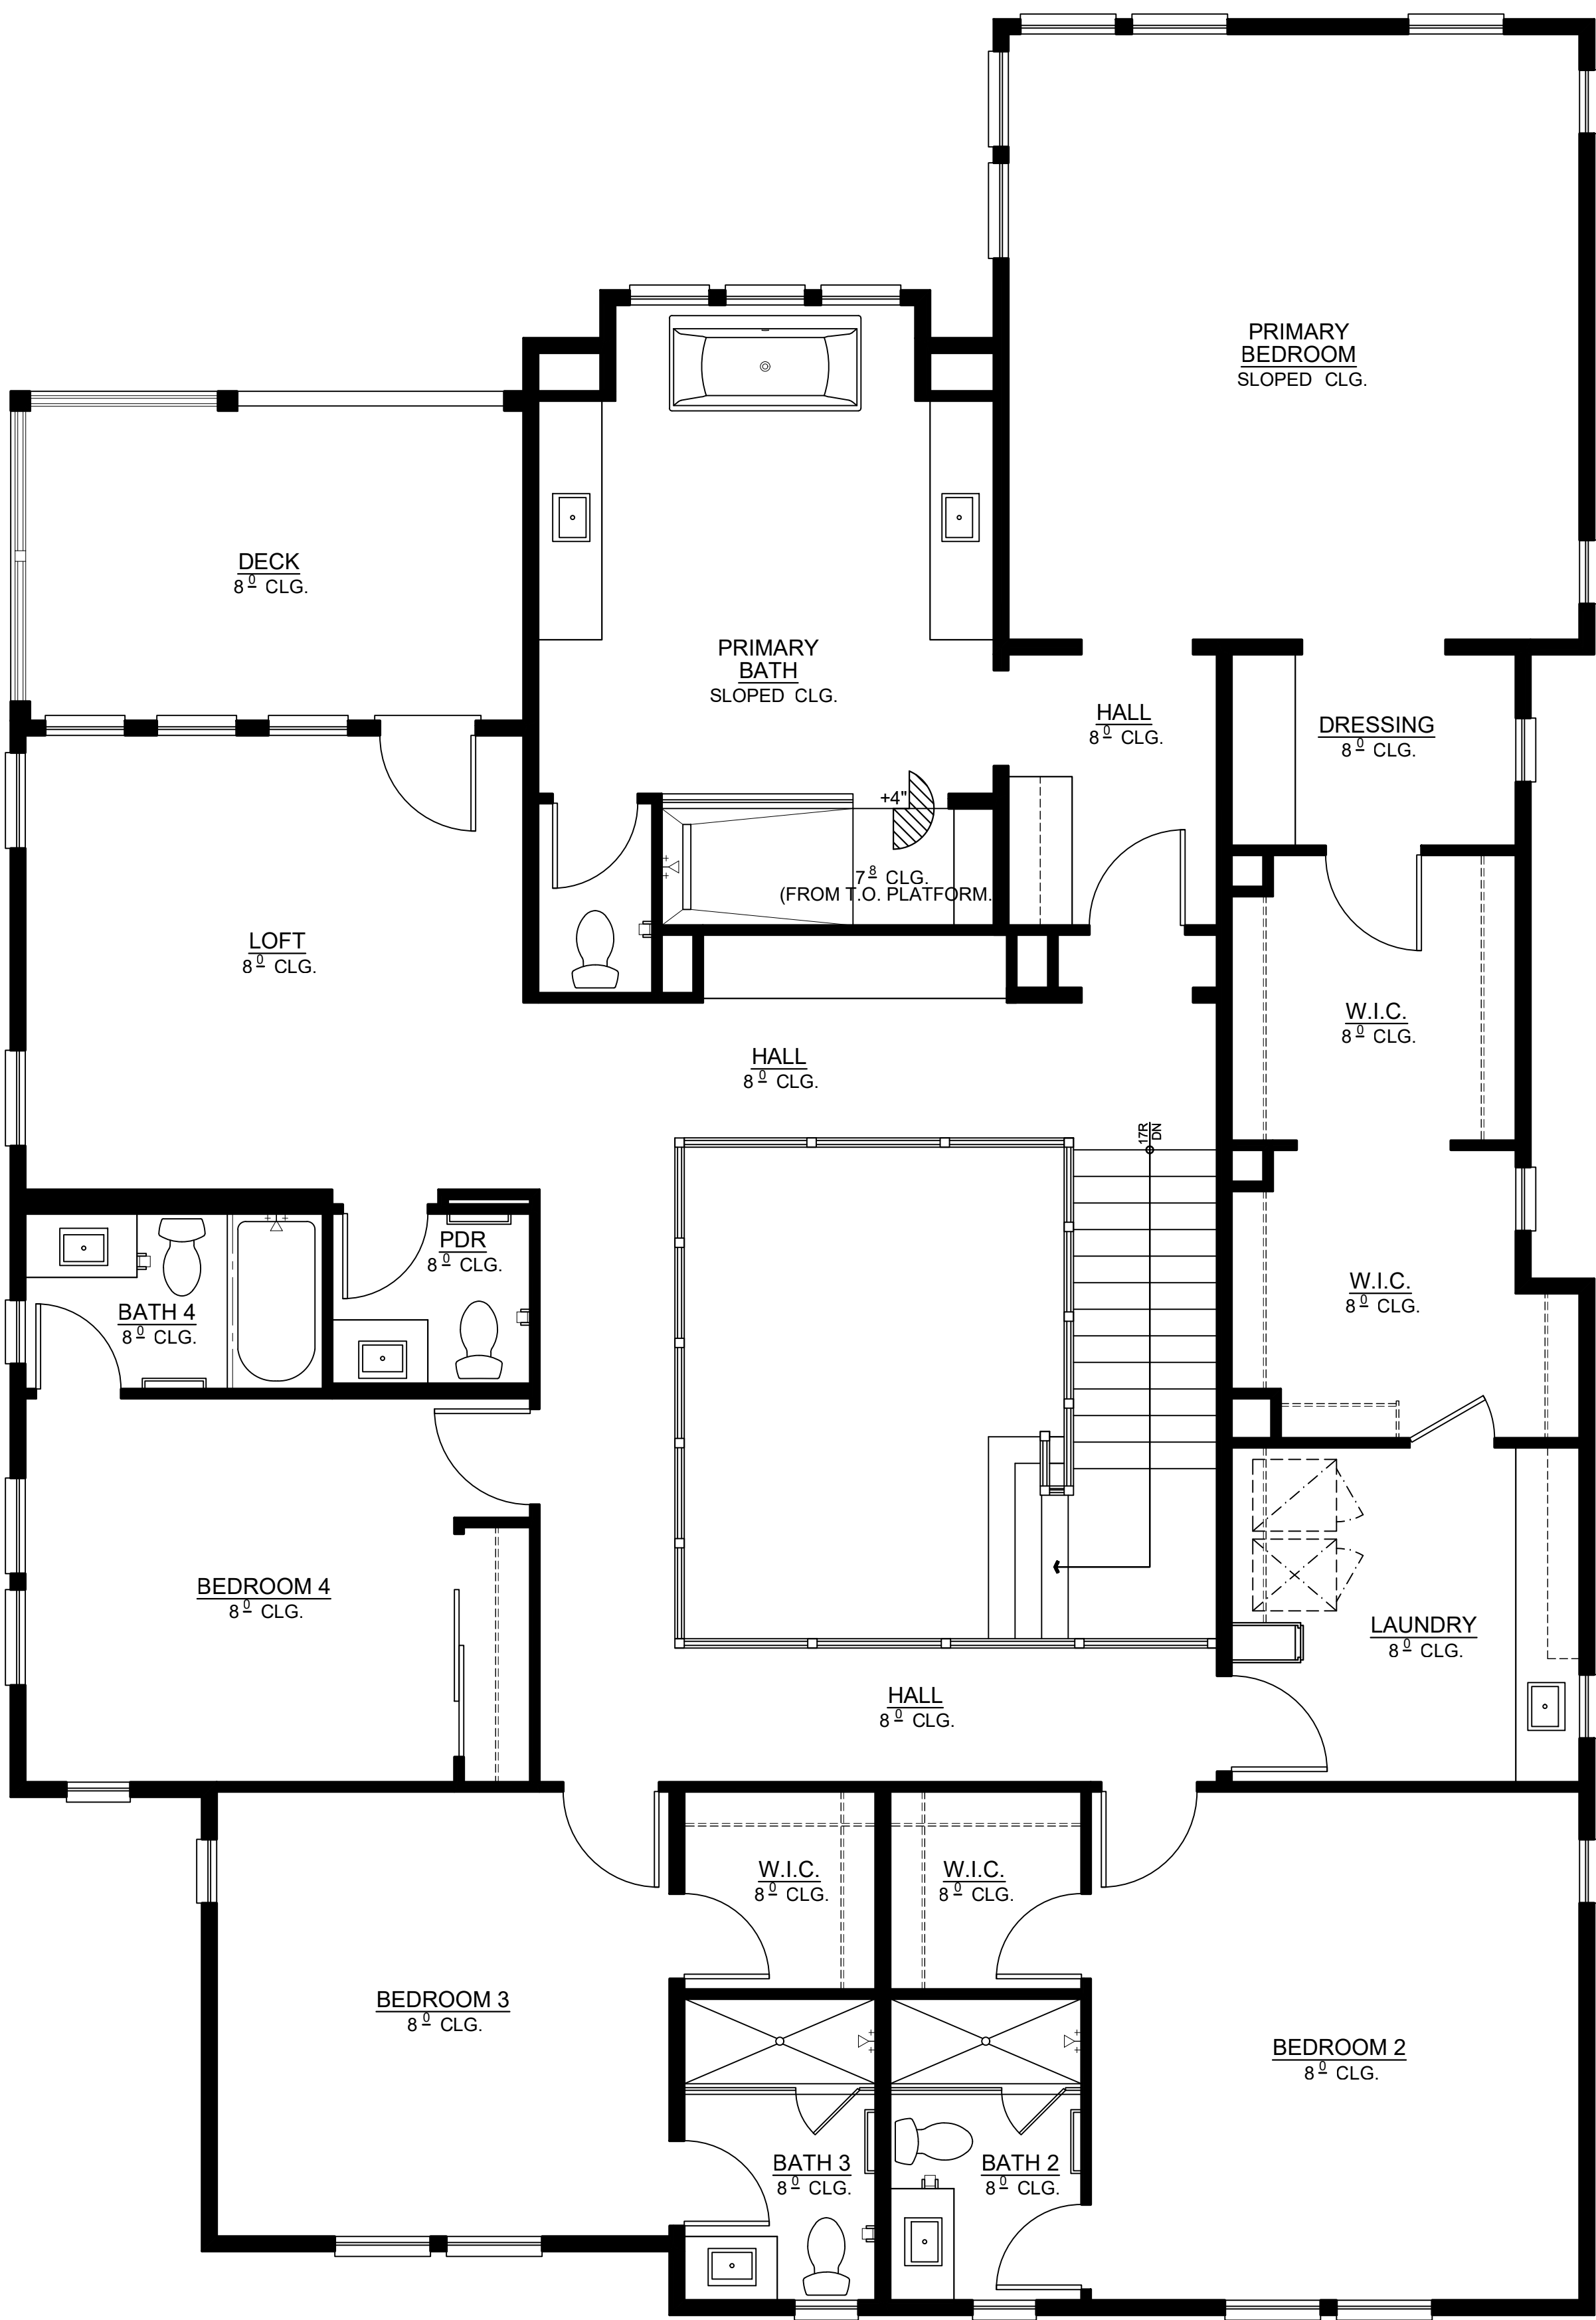 PRIMARY
BEDROOM
SLOPED CLG.
DECK
8 0 CLG.
PRIMARY
BATH
SLOPED CLG.
HALL
8 0 CLG.
DRESSING
8 0 CLG.
+4"
7 8 CLG.
(FROM T.O. PLATFORM.
LOFT
8 0 CLG.
W.I.C.
8 0 CLG.
HALL
8 0 CLG.
17R
DN
PDR
8 0 CLG.
BATH 4
8 0 CLG.
W.I.C.
8 0 CLG.
BEDROOM 4
8 0 CLG.
LAUNDRY
8 0 CLG.
HALL
8 0 CLG.
W.I.C.
8 0 CLG.
W.I.C.
8 0 CLG.
BEDROOM 3
8 0 CLG.
BEDROOM 2
8 0 CLG.
BATH 3
8 0 CLG.
BATH 2
8 0 CLG.